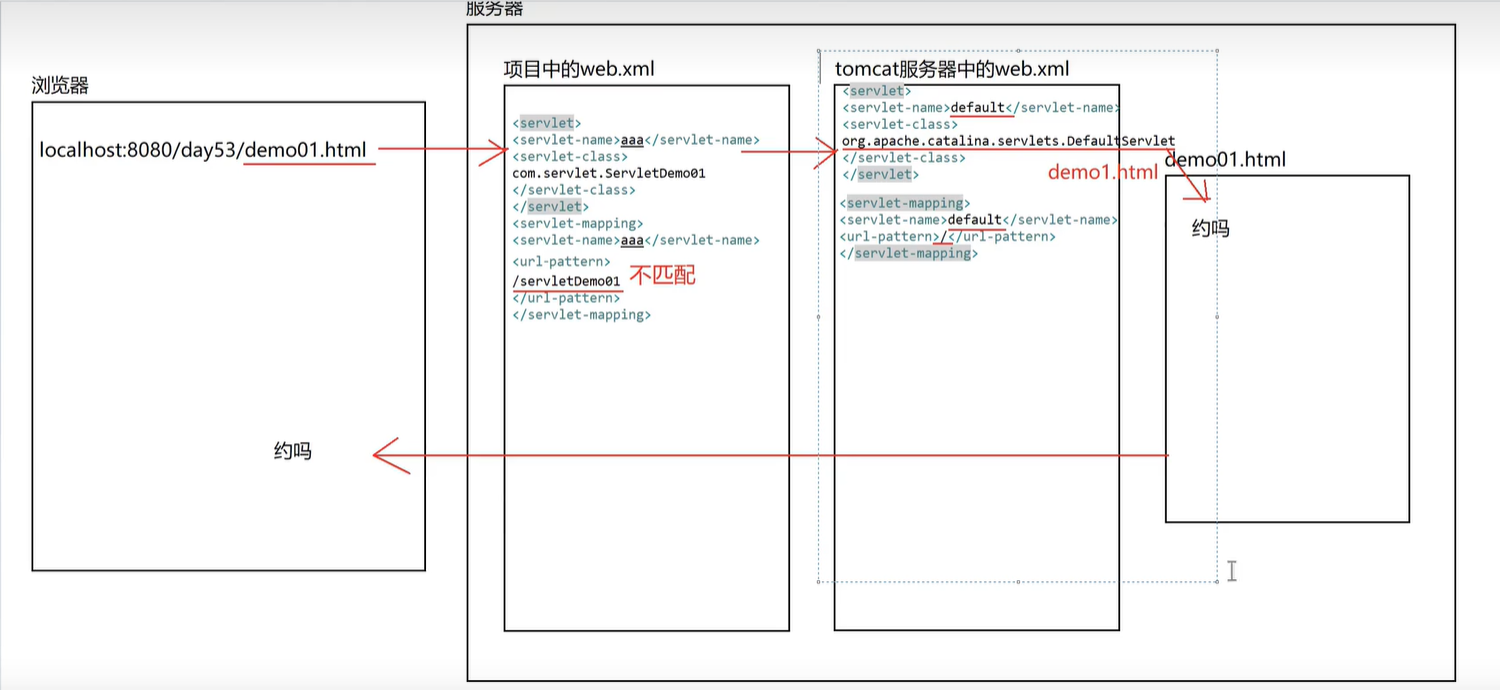 服务器
浏览器
localhost:8080/day53/demo01.html
约吗
项目中的web.xml
<servlet>
<servlet-name>aaa</servlet-name>
<servlet-class>
com.servlet.ServletDemo01
</servlet-class>
</servlet>
<servlet-mapping>
<servlet-name>aaa</servlet-name>
<url-pattern>
/servletDemo01
不匹配
</url-pattern>
</servlet-mapping>
tomcat服务器中的web.xml
<servlet>
<servlet-name>default</servlet-name>
<servlet-class>
org.apache.catalina.servlets.DefaultServlet
</servlet-class>
</servlet>
demo1.html
<servlet-mapping>
<servlet-name>default</servlet-name>
<url-pattern>/</url-pattern>
</servlet-mapping>
demo01.html
约吗